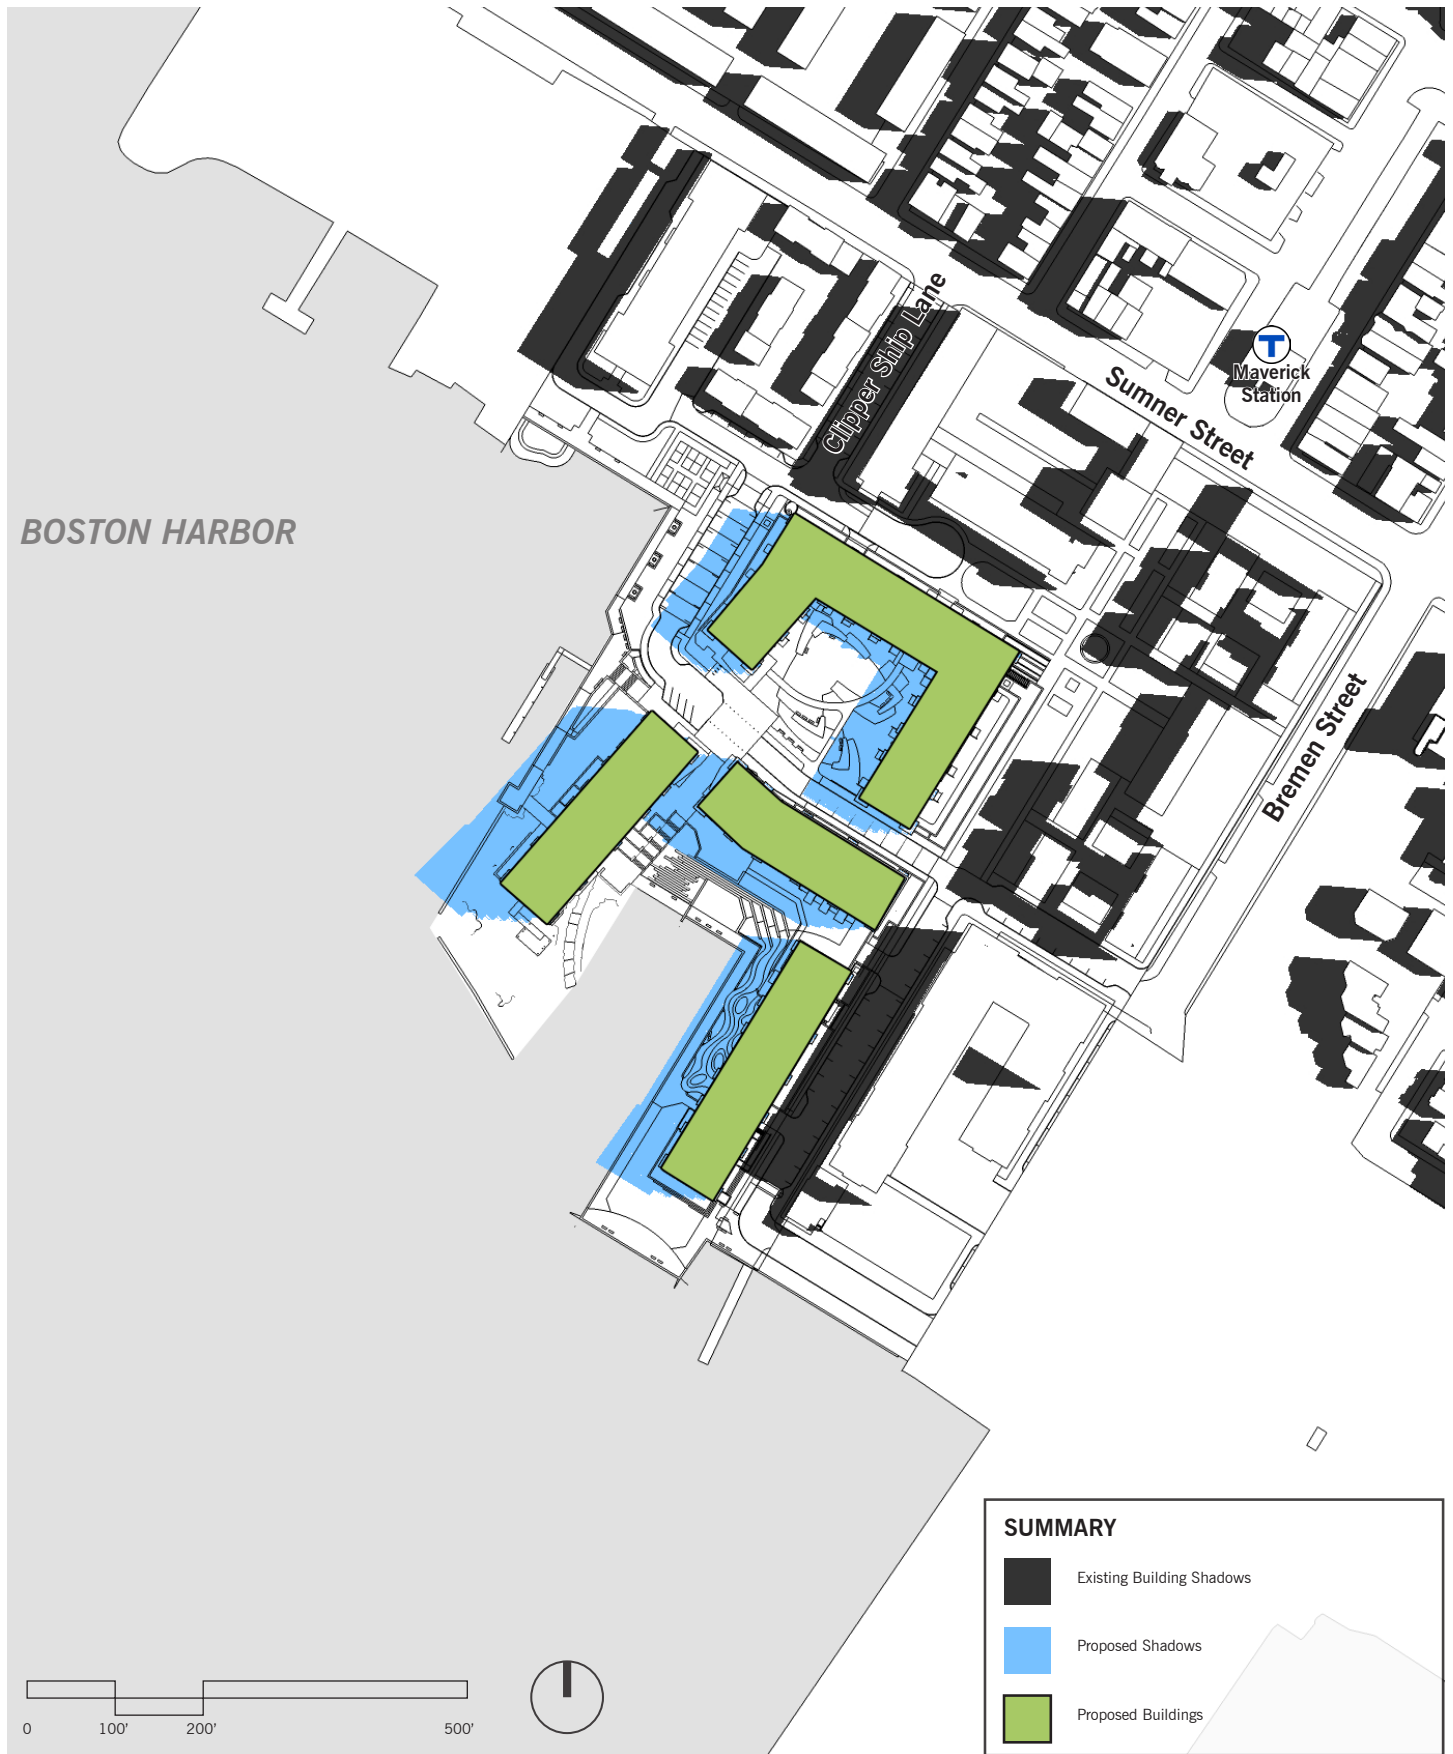 Clipper Ship Lane
T
Maverick
Station
Sumner Street
BOSTON HARBOR
Bremen Street
SUMMARY
Existing Building Shadows
Proposed Shadows
Proposed Buildings
0 100' 200' 500'